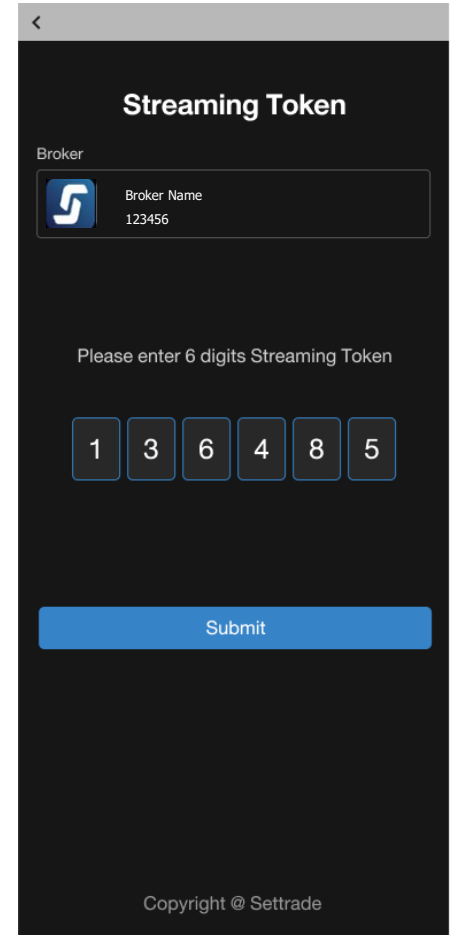 Streaming Token
Broker
Broker Name
123456
Please enter 6 digits Streaming Token
1 3 6 4 8 5
Submit
Copyright @ Settrade